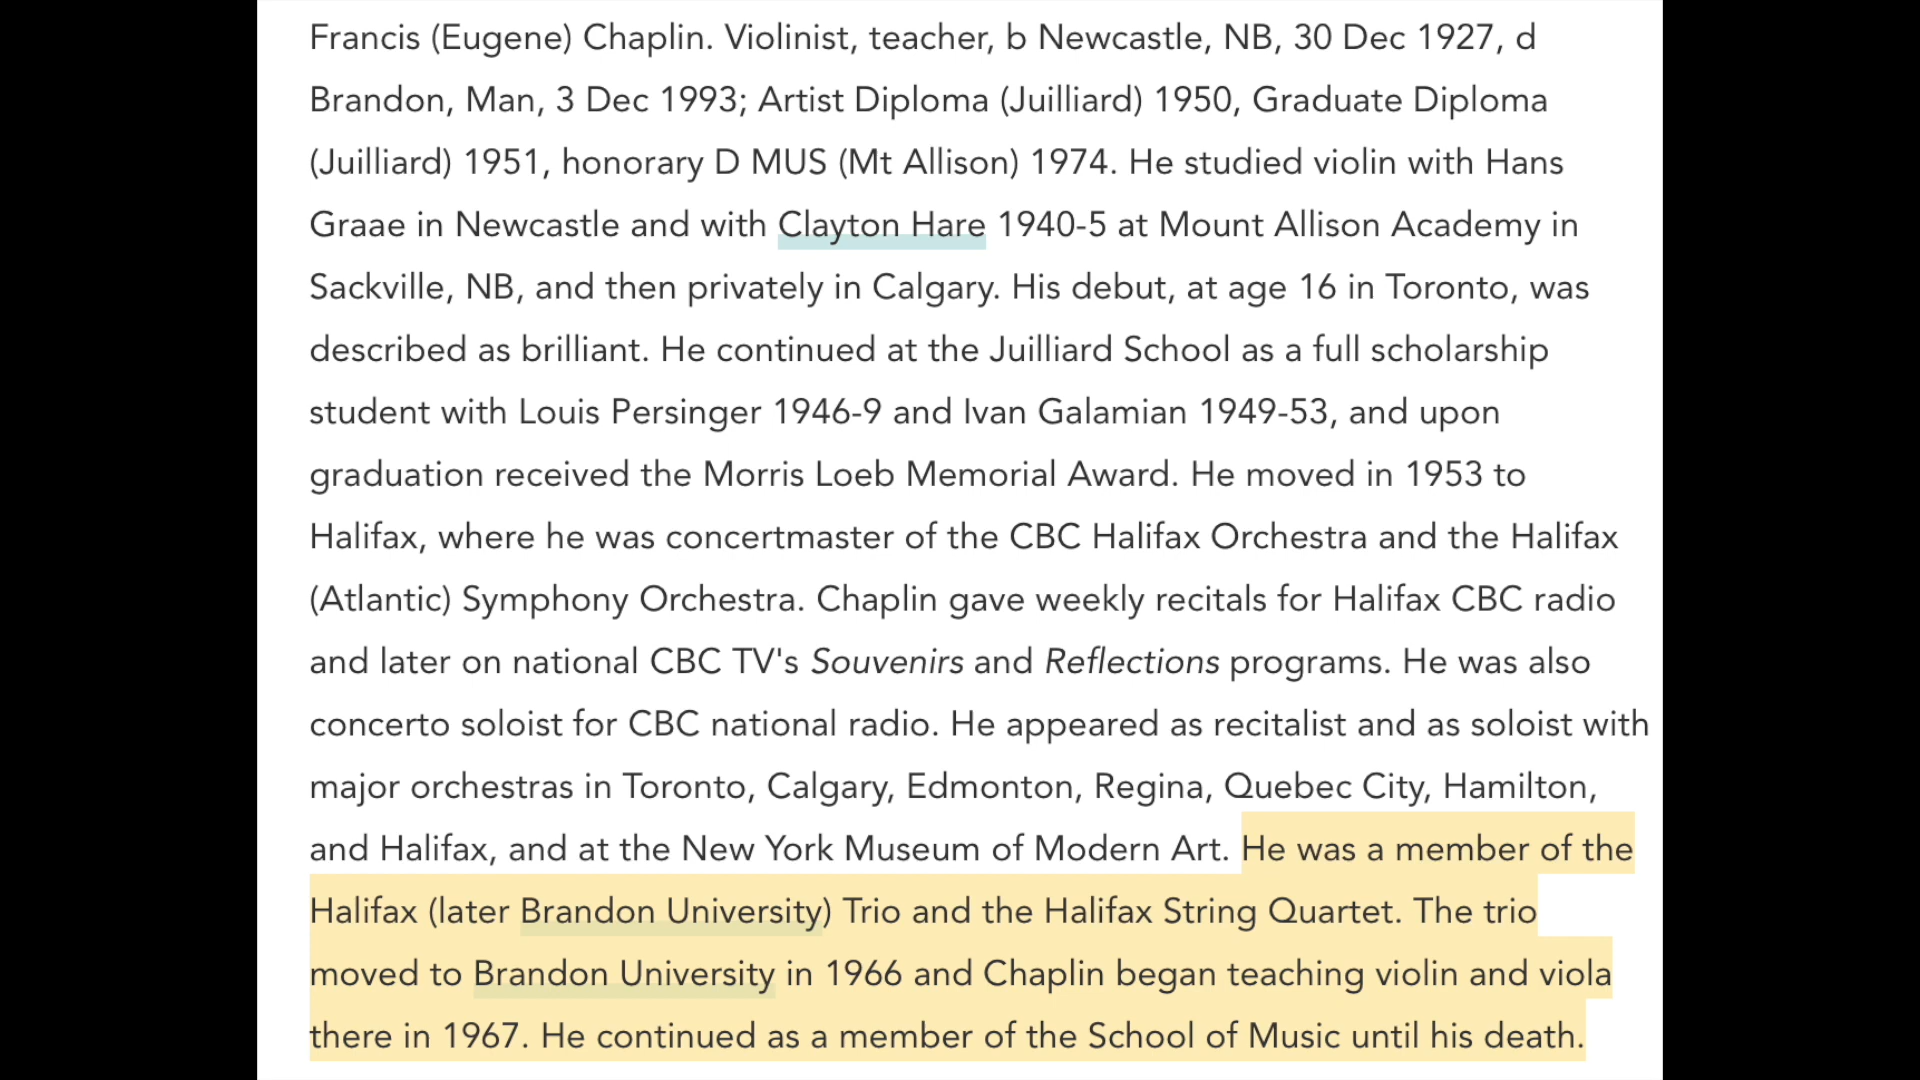 Francis (Eugene) Chaplin. Violinist, teacher, b Newcastle, NB, 30 Dec 1927, d
Brandon, Man, 3 Dec 1993; Artist Diploma (Juilliard) 1950, Graduate Diploma
(Juilliard) 1951, honorary D MUS (Mt Allison) 1974. He studied violin with Hans
Graae in Newcastle and with Clayton Hare 1940-5 at Mount Allison Academy in
Sackville, NB, and then privately in Calgary. His debut, at age 16 in Toronto, was
described as brilliant. He continued at the Juilliard School as a full scholarship
student with Louis Persinger 1946-9 and Ivan Galamian 1949-53, and upon
graduation received the Morris Loeb Memorial Award. He moved in 1953 to
Halifax, where he was concertmaster of the CBC Halifax Orchestra and the Halifax
(Atlantic) Symphony Orchestra. Chaplin gave weekly recitals for Halifax CBC radio
and later on national CBC TV's Souvenirs and Reflections programs. He was also
concerto soloist for CBC national radio. He appeared as recitalist and as soloist with
major orchestras in Toronto, Calgary, Edmonton, Regina, Quebec City, Hamilton,
and Halifax, and at the New York Museum of Modern Art. He was a member of the
Halifax (later Brandon University) Trio and the Halifax String Quartet. The trio
moved to Brandon University in 1966 and Chaplin began teaching violin and viola
there in 1967. He continued as a member of the School of Music until his death.